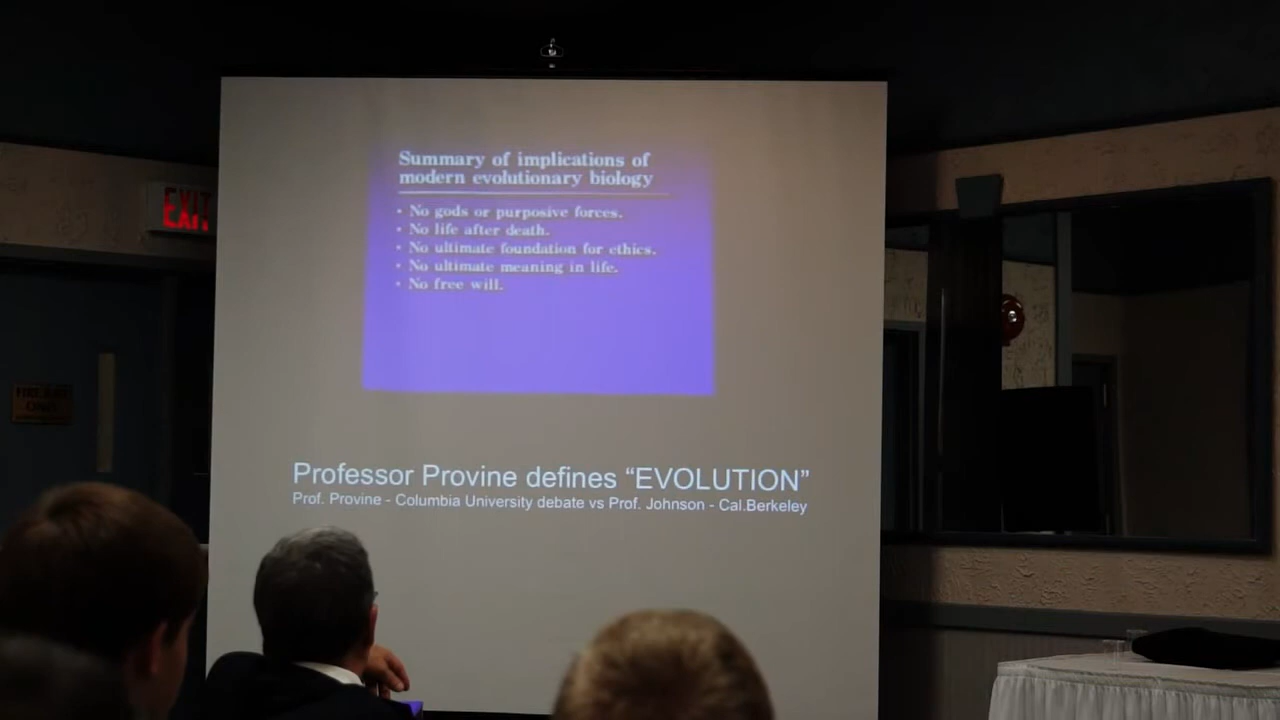 EXIT
Summary of implications of
modern evolutionary biology
• No gods or purposive forces.
• No life after death.
• No ultimate foundation for ethics.
• No ultimate meaning in life.
• No free will.
Professor Provine defines “EVOLUTION”
Prof. Provine - Columbia University debate vs Prof. Johnson - Cal.Berkeley